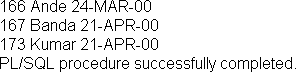 166 Ande 24-MAR-00
167 Banda 21-APR-00
173 Kumar 21-APR-00
PL/SQL procedure successfully completed.